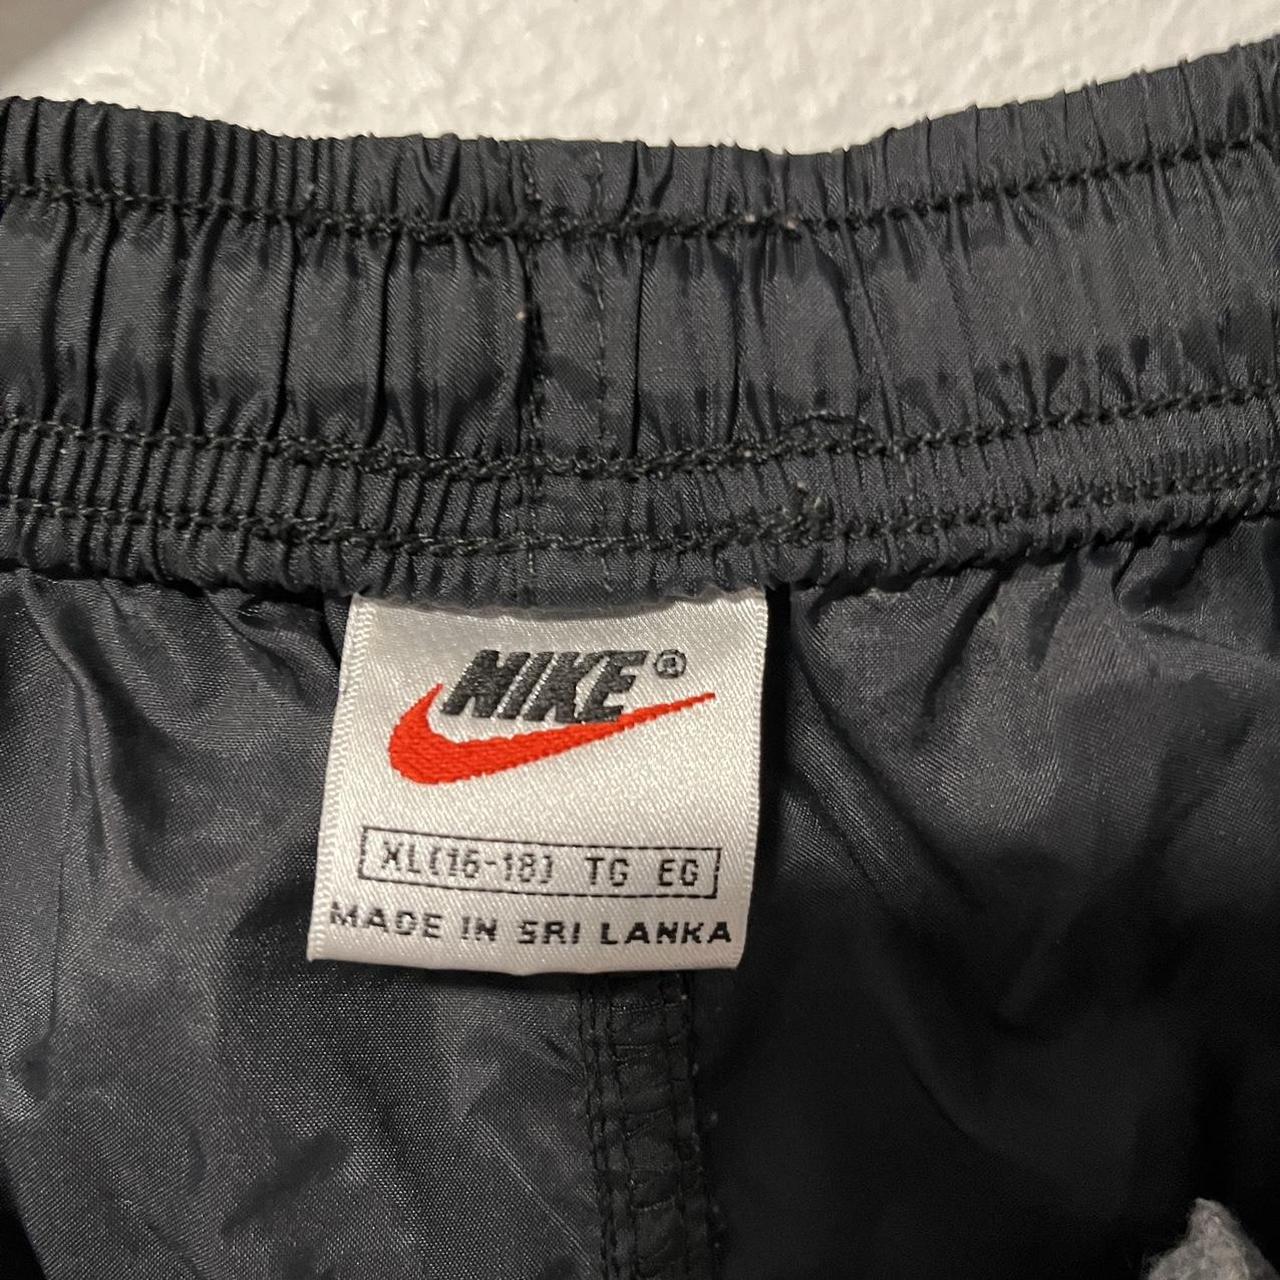 NIKE®
XL(16-18) TG EG
MADE IN SRI LANKA